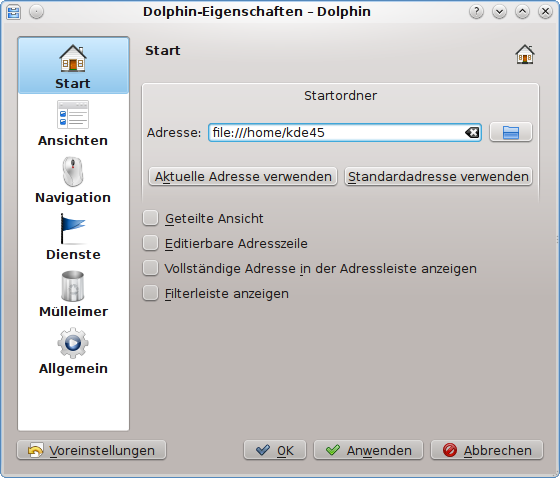 Dolphin-Eigenschaften – Dolphin
Start
Ansichten
Navigation
Dienste
Mülleimer
Allgemein
Start
Startordner
Adresse: file:///home/kde45
Aktuelle Adresse verwenden Standardadresse verwenden
Geteilte Ansicht
Editierbare Adresszeile
Vollständige Adresse in der Adressleiste anzeigen
Filterleiste anzeigen
Voreinstellungen OK Anwenden Abbrechen